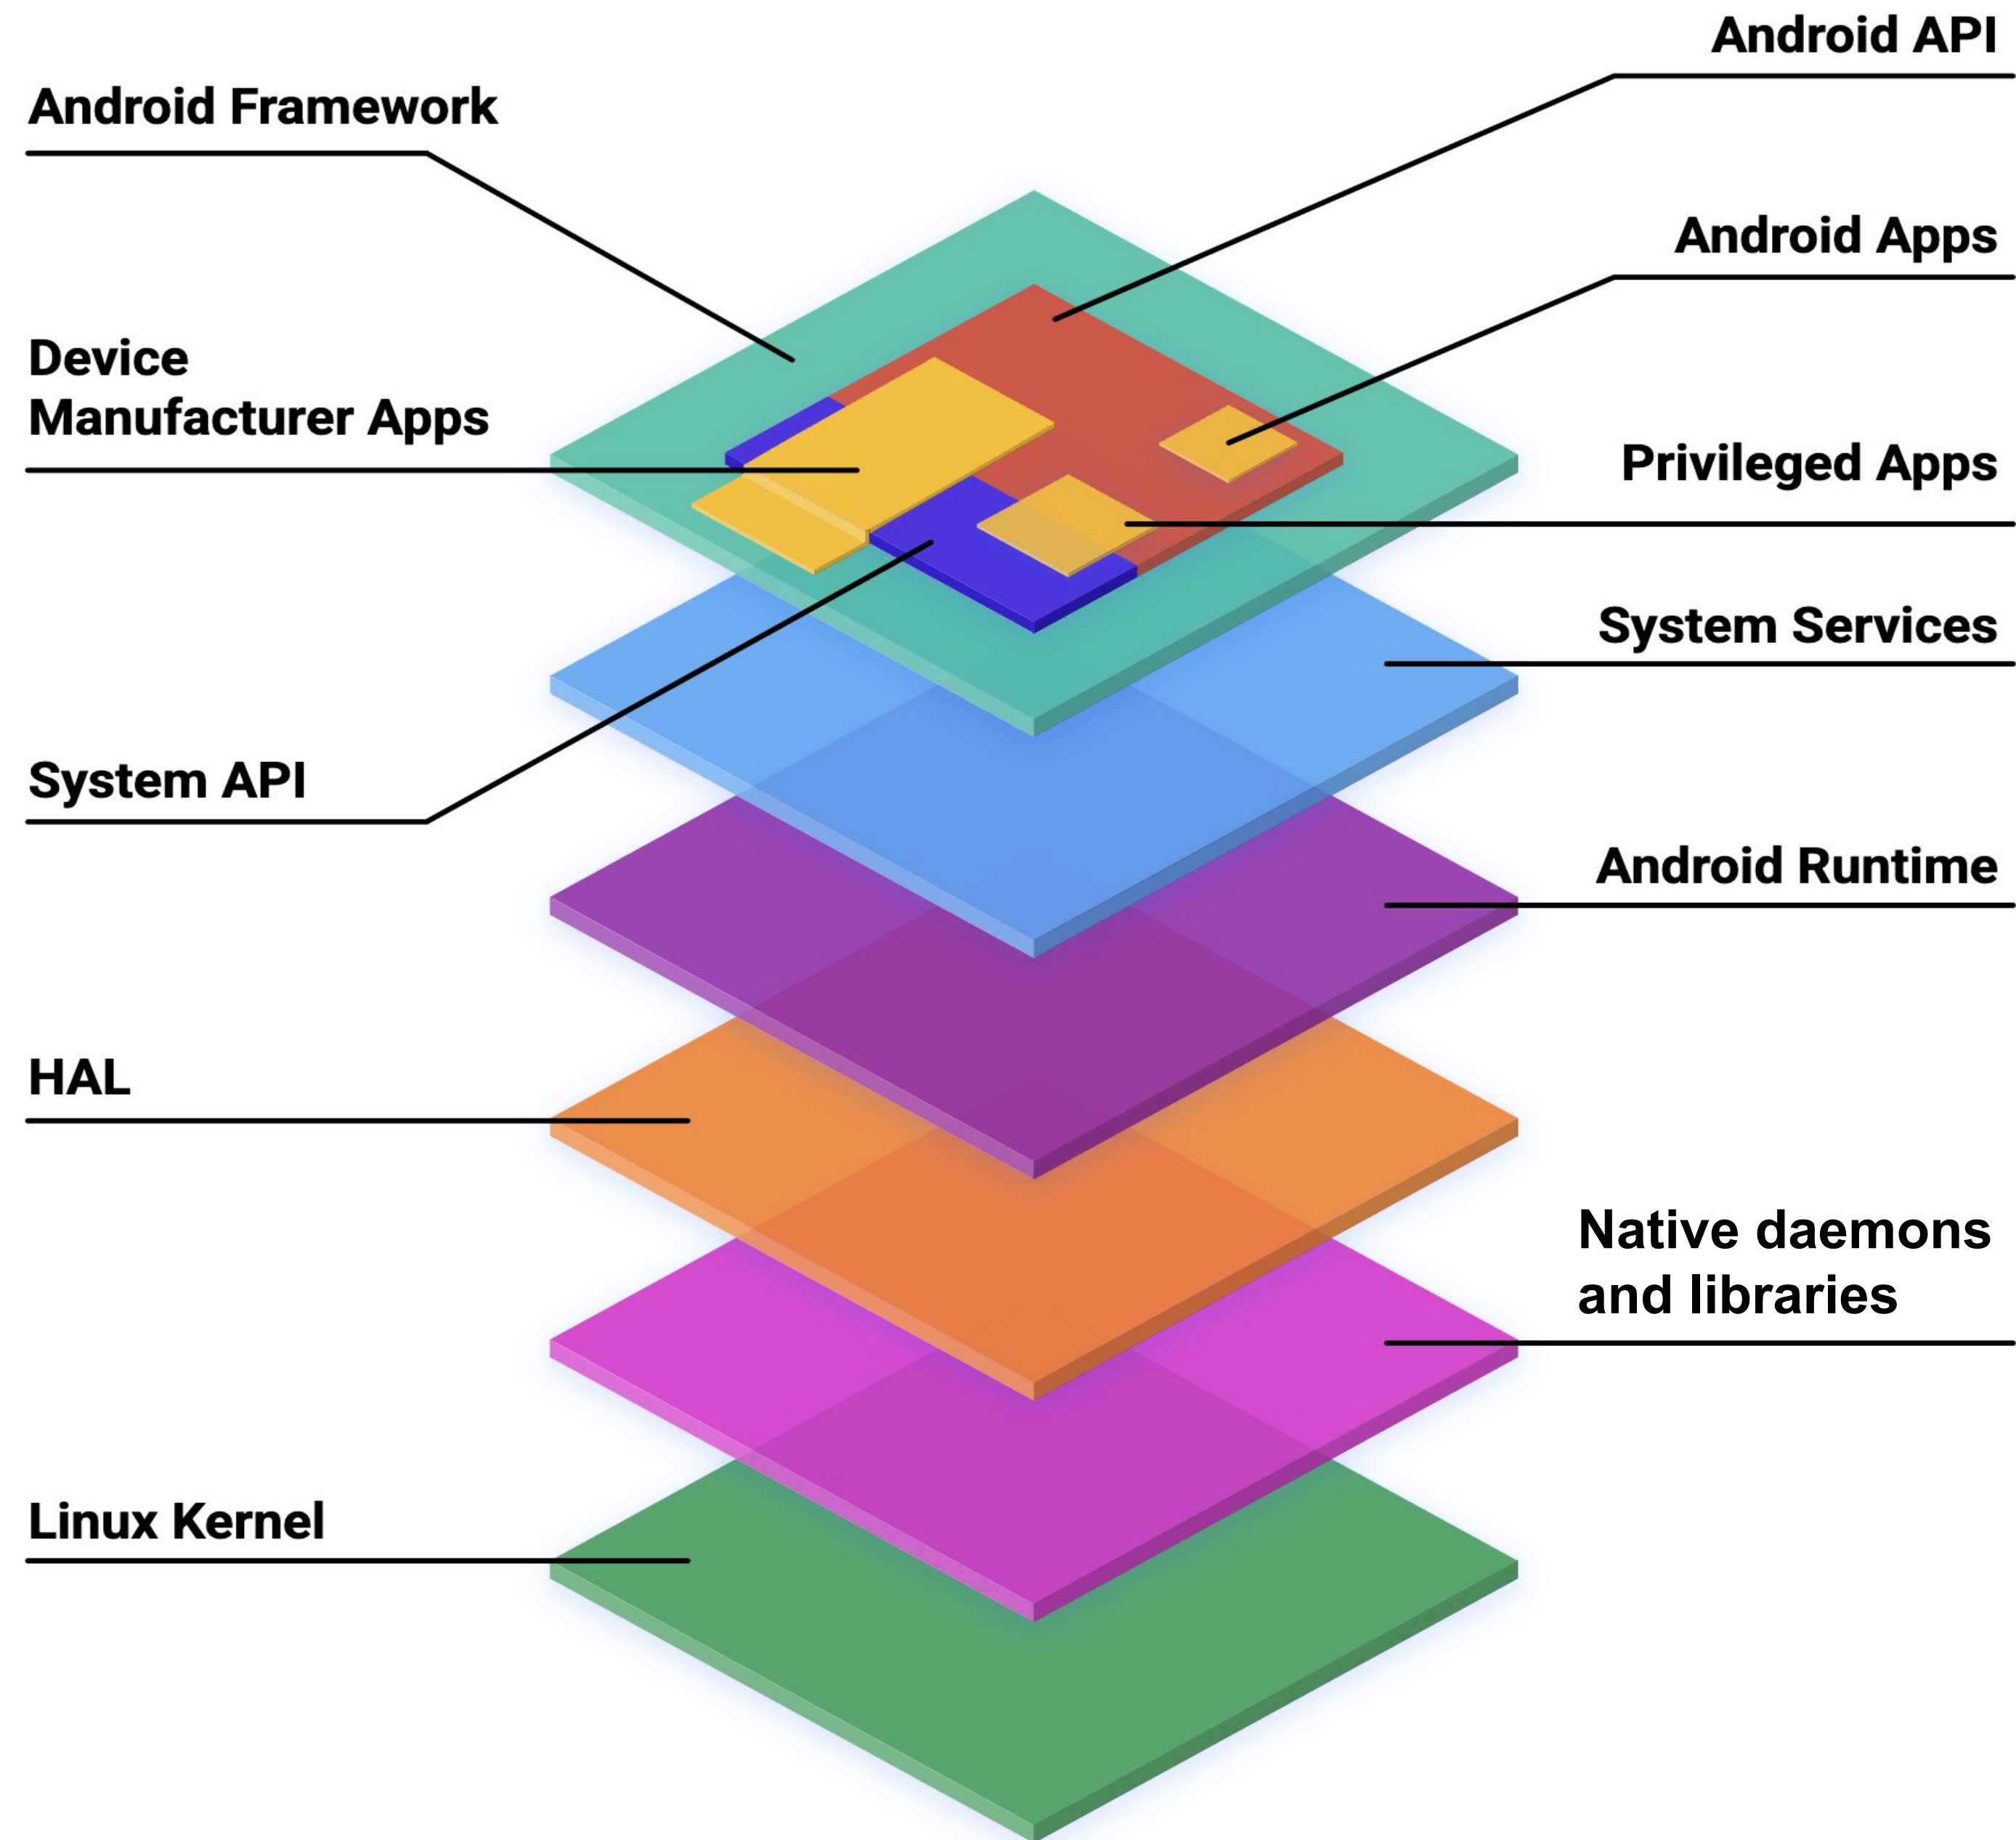 Android API
Android Framework
Android Apps
Device
Manufacturer Apps
Privileged Apps
System Services
System API
Android Runtime
HAL
Native daemons
and libraries
Linux Kernel